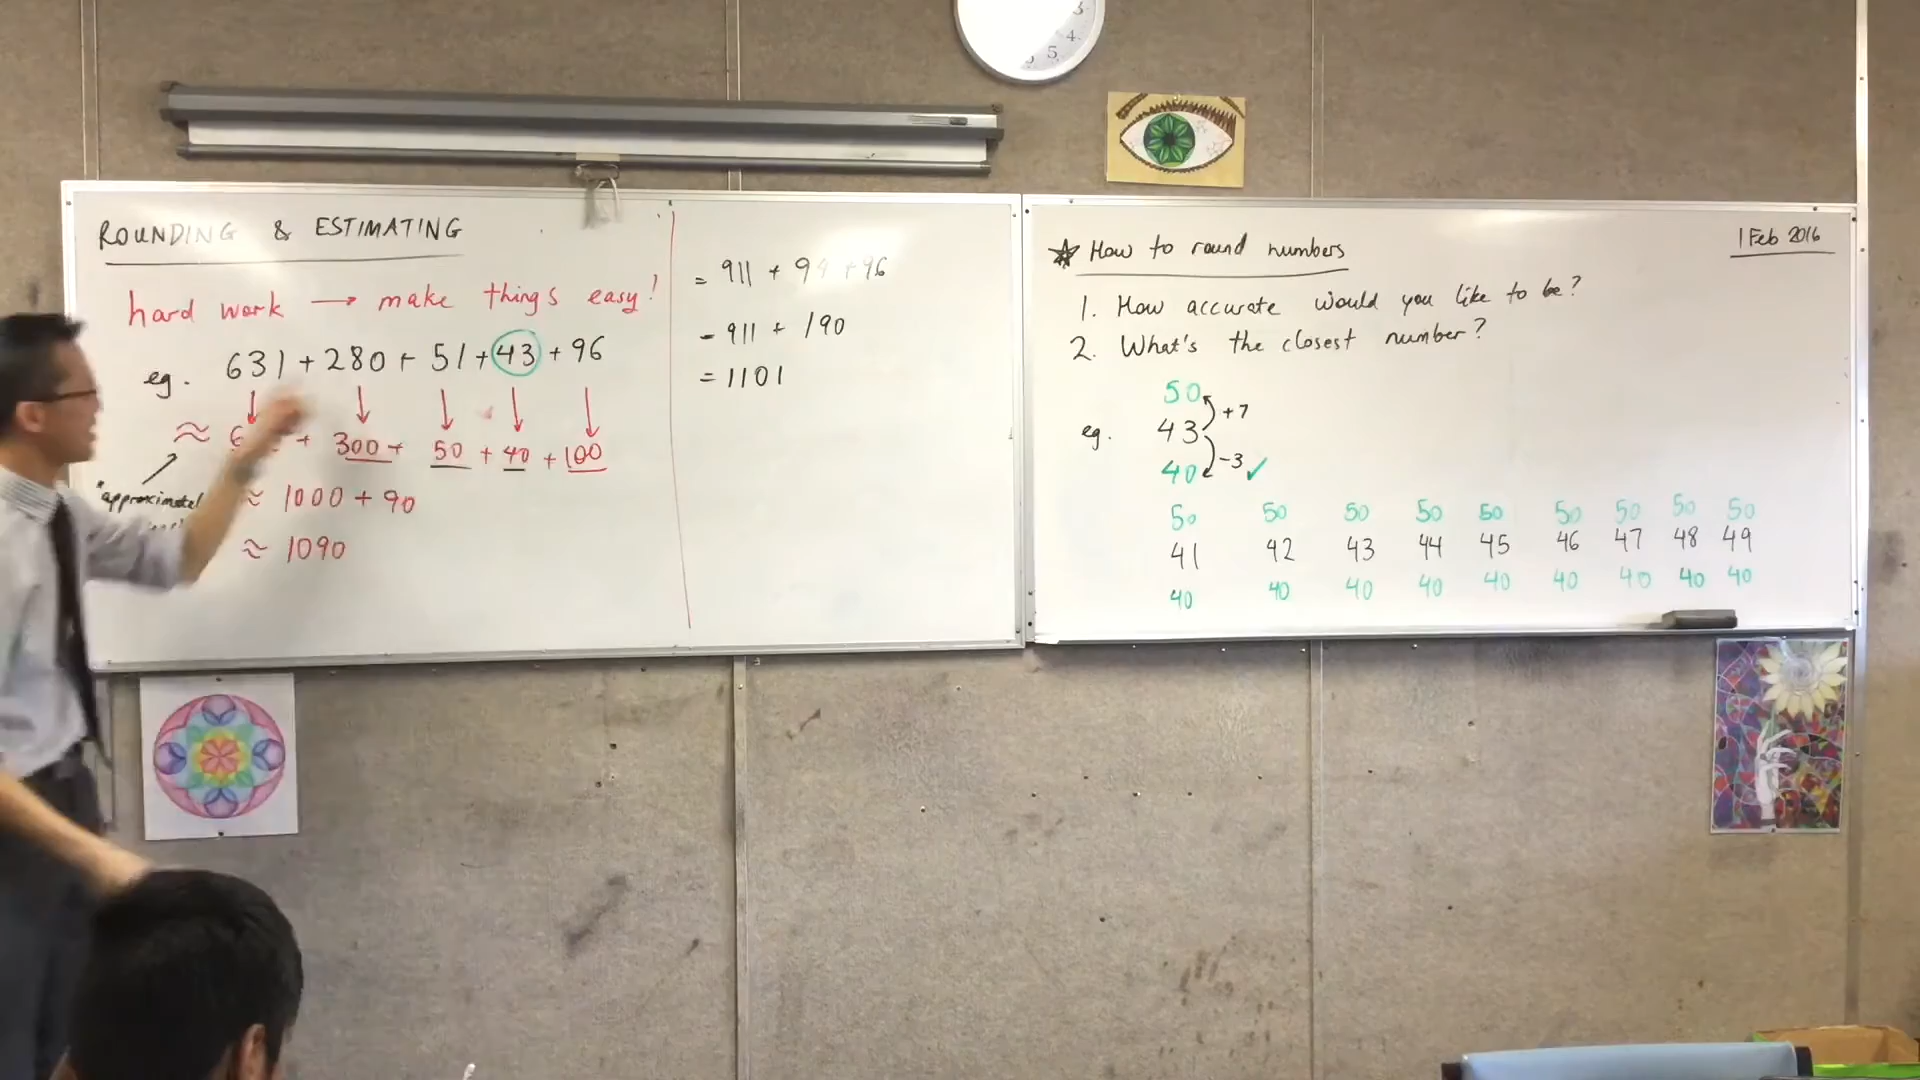 ROUNDING & ESTIMATING
hard work → make things easy!
eg. 631 + 280 + 51 + 43 + 96
≈ + 300 + 50 + 40 + 100
"approximately
≈ 1000 + 90
≈ 1090
= 911 + 94 + 96
= 911 + 190
= 1101
1 Feb 2016
How to round numbers
1. How accurate would you like to be?
2. What's the closest number?
50
+7
eg. 43
-3
40 ✓
50 50 50 50 50 50 50 50 50
41 42 43 44 45 46 47 48 49
40 40 40 40 40 40 40 40 40
3
4
5